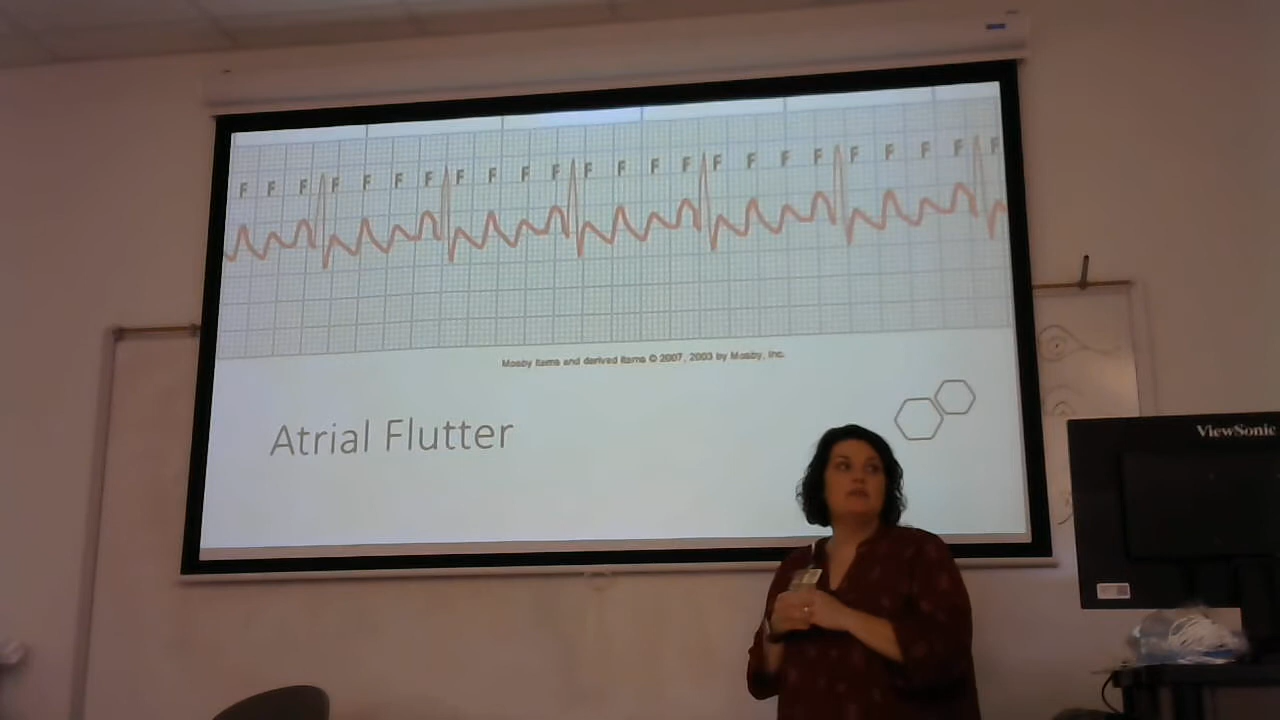 F F F F F F F F F F F F F F F F F F F F F F F F
Mosby items and derived items © 2007, 2003 by Mosby, Inc.
Atrial Flutter
ViewSonic